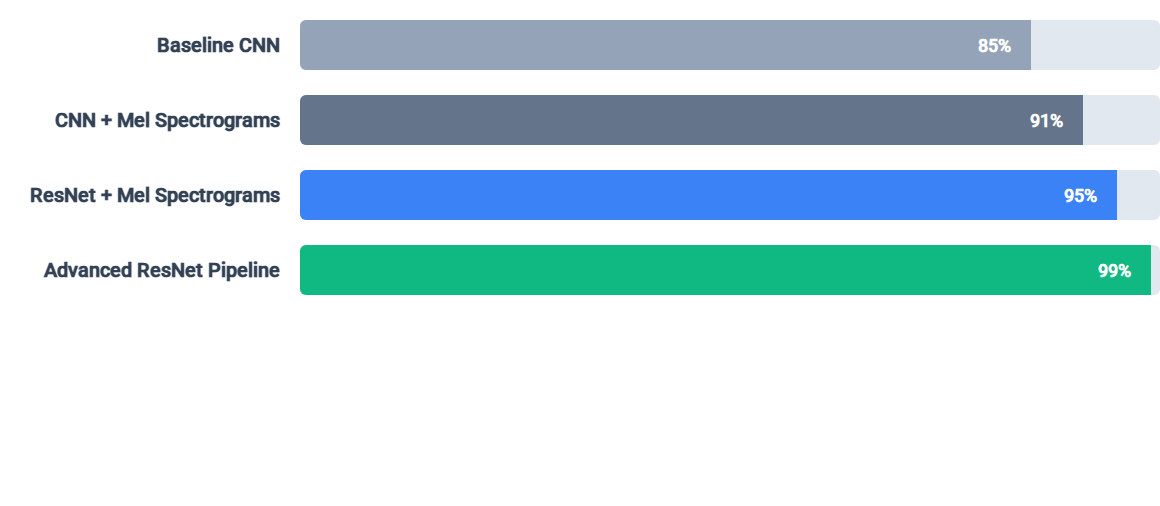 Baseline CNN 85%
CNN + Mel Spectrograms 91%
ResNet + Mel Spectrograms 95%
Advanced ResNet Pipeline 99%